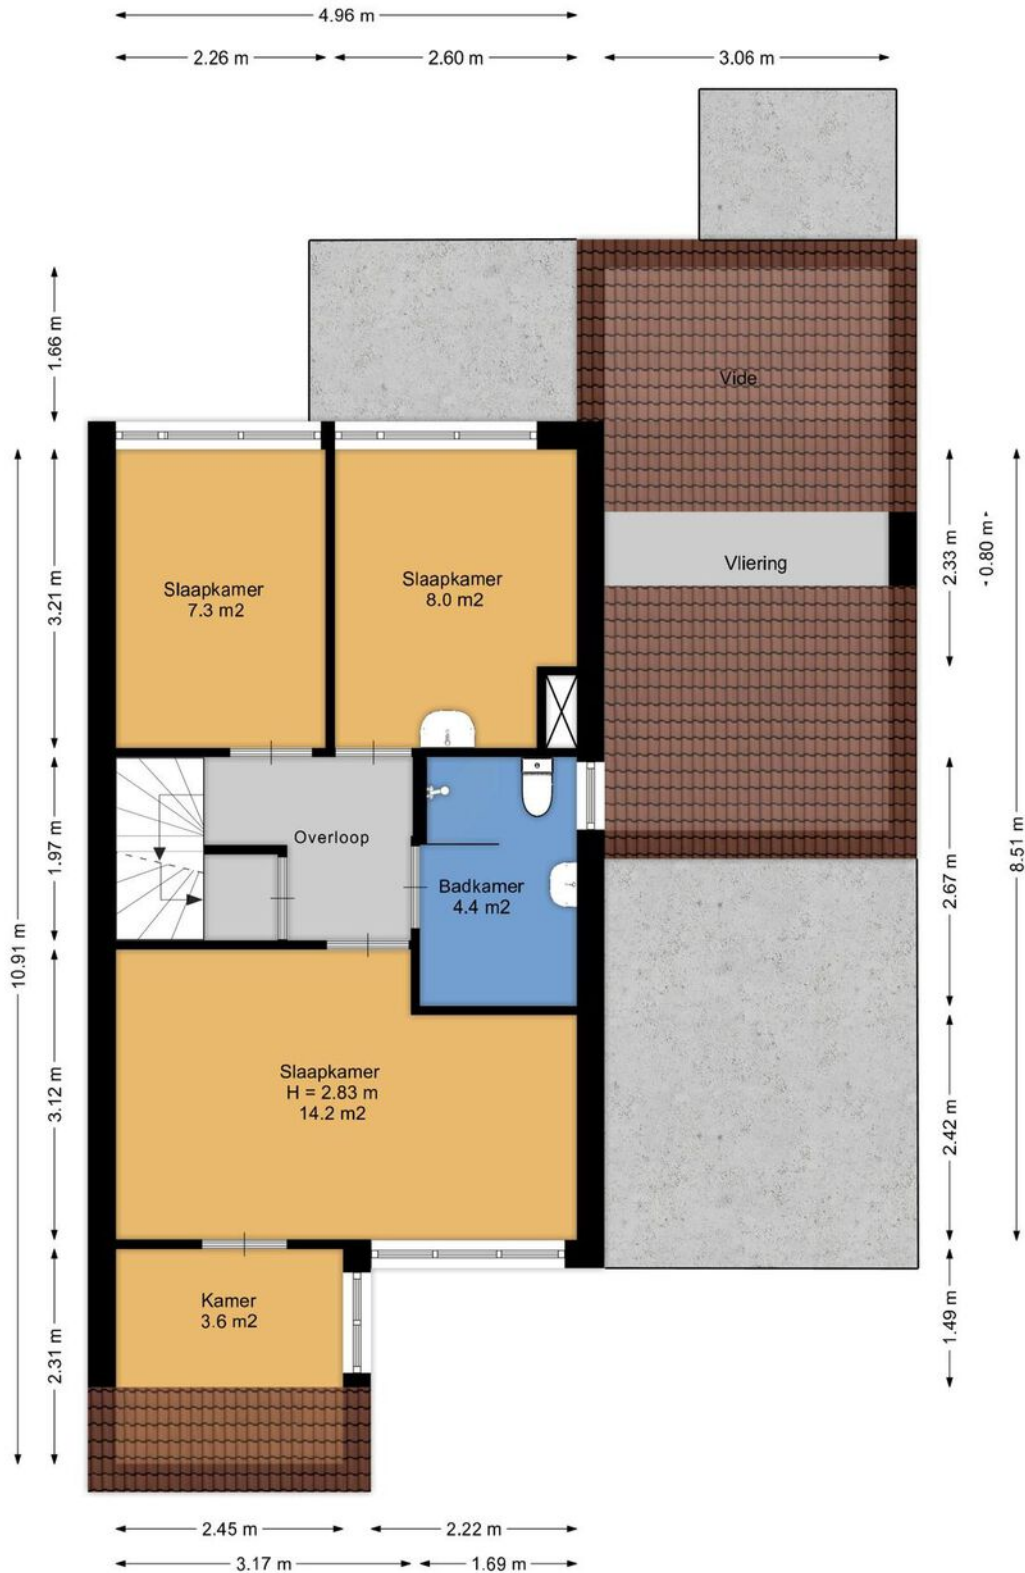 4.96 m
2.26 m
2.60 m
3.06 m
1.66 m
Vide
Vliering
2.33 m
0.80 m
Slaapkamer
7.3 m2
Slaapkamer
8.0 m2
3.21 m
Overloop
1.97 m
Badkamer
4.4 m2
2.67 m
8.51 m
10.91 m
Slaapkamer
H = 2.83 m
14.2 m2
3.12 m
2.42 m
Kamer
3.6 m2
2.31 m
1.49 m
2.45 m
2.22 m
3.17 m
1.69 m